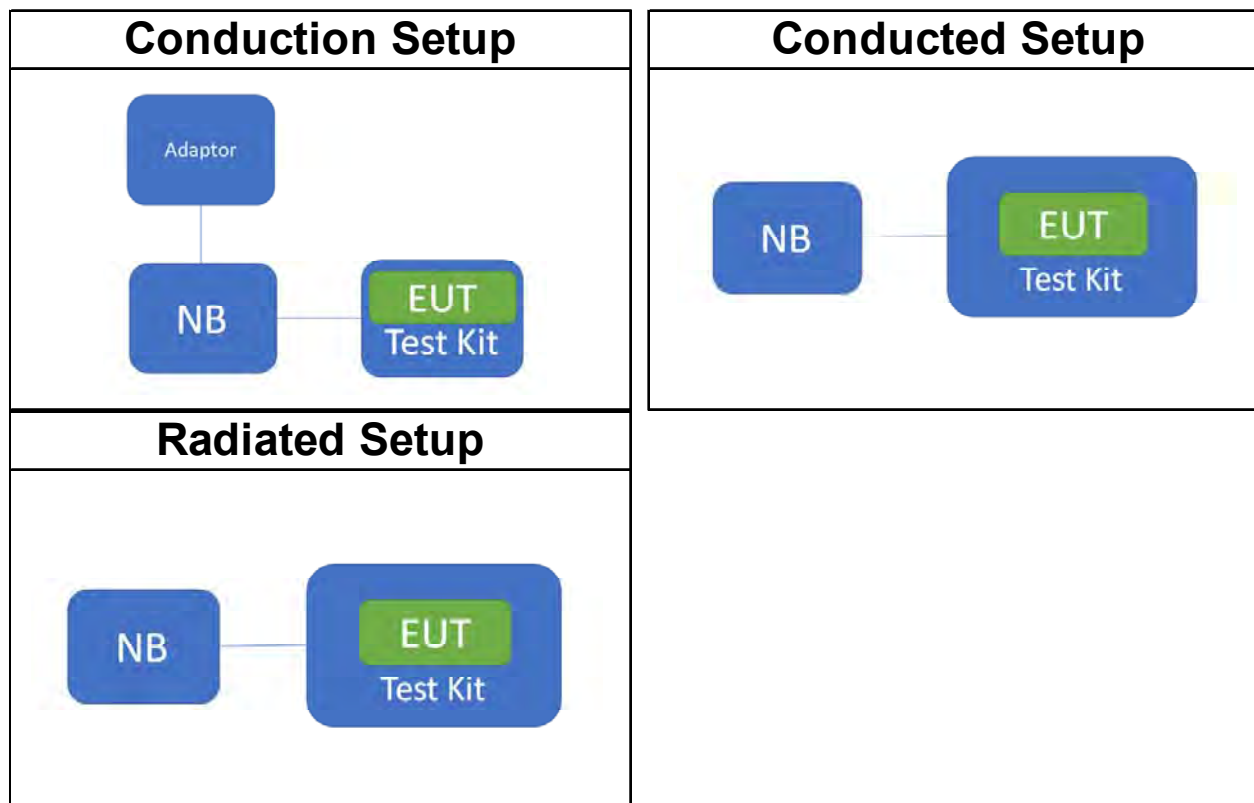 Conduction Setup
Adaptor
NB
EUT
Test Kit
Conducted Setup
NB
EUT
Test Kit
Radiated Setup
NB
EUT
Test Kit